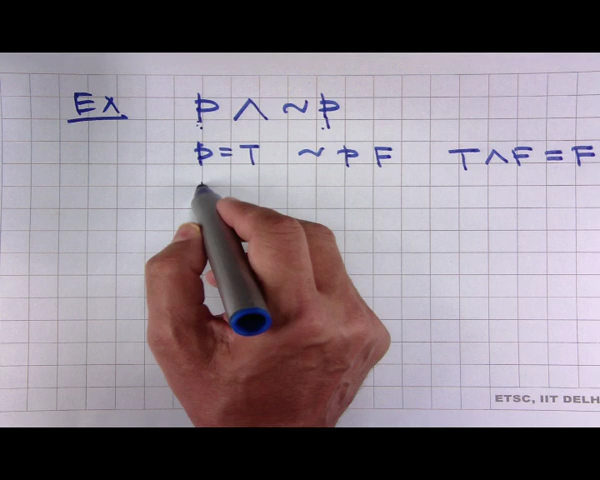 Ex p ∧ ~p
p = T ~ p F T ∧ F = F
ETSC, IIT DELH